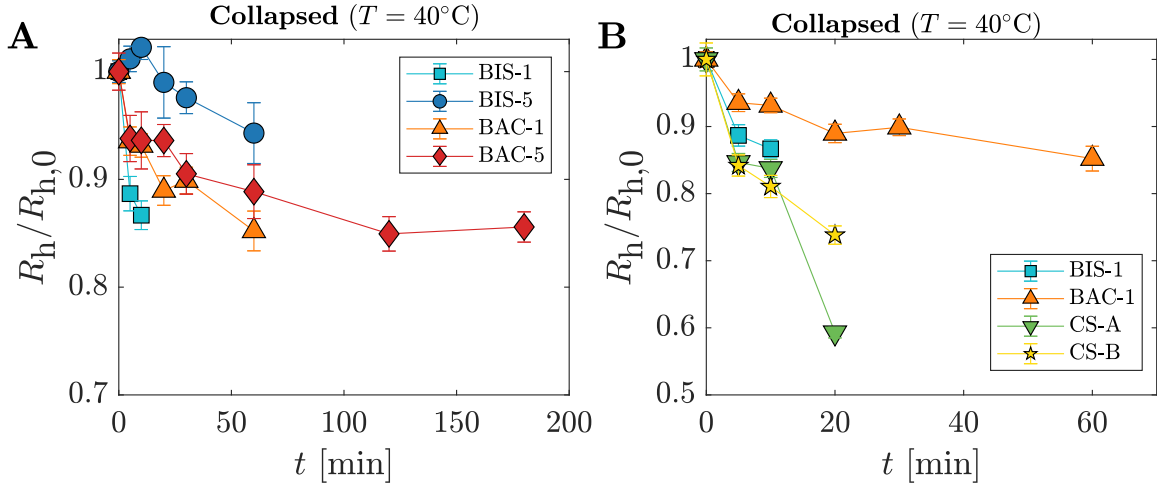 A
Collapsed (T = 40°C)
1
0.9
0.8
0.7
0
50
100
150
200
R_h/R_h,0
t [min]
BIS-1
BIS-5
BAC-1
BAC-5
B
Collapsed (T = 40°C)
1
0.9
0.8
0.7
0.6
0.5
0
20
40
60
R_h/R_h,0
t [min]
BIS-1
BAC-1
CS-A
CS-B